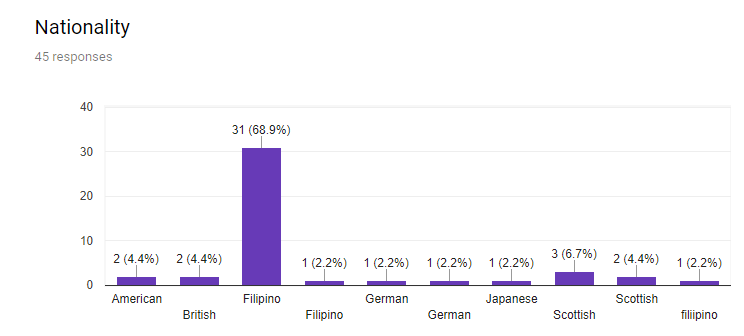 Nationality
45 responses
40
30
20
10
0
2 (4.4%)
2 (4.4%)
31 (68.9%)
1 (2.2%)
1 (2.2%)
1 (2.2%)
1 (2.2%)
3 (6.7%)
2 (4.4%)
1 (2.2%)
American
British
Filipino
Filipino
German
German
Japanese
Scottish
Scottish
filiipino